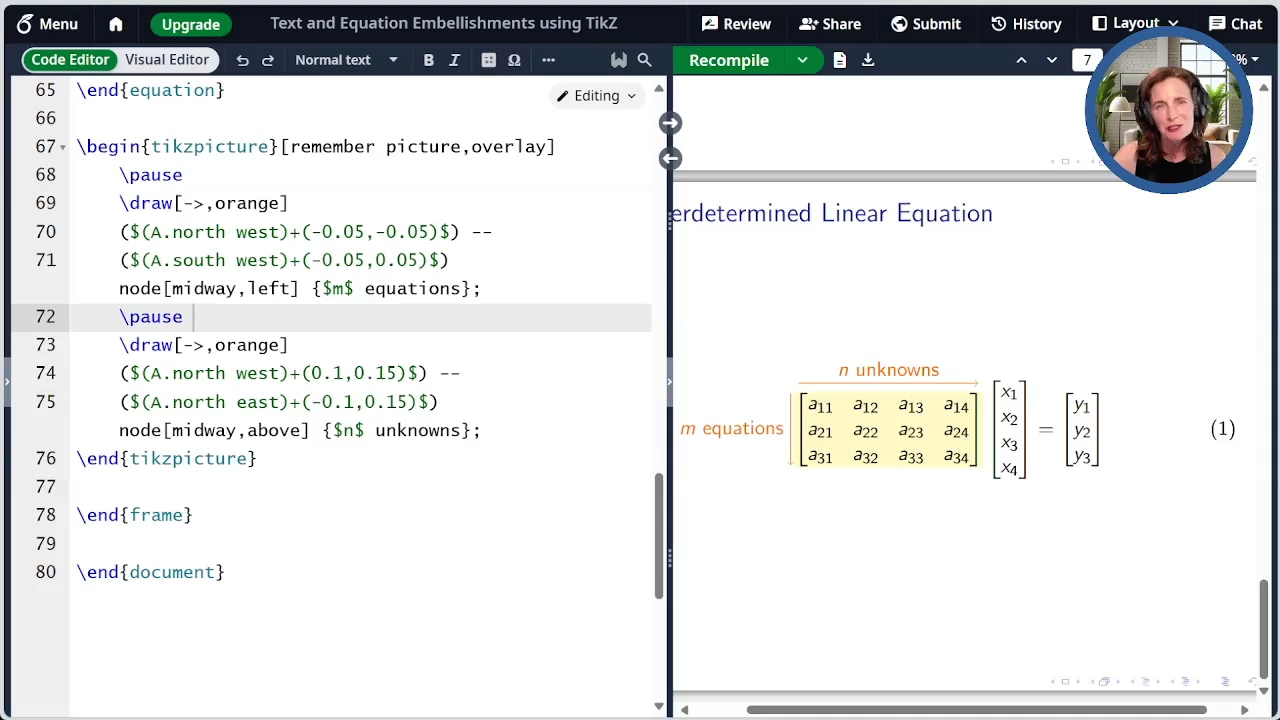 Menu Upgrade Text and Equation Embellishments using TikZ Review Share Submit History Layout Chat
Code Editor Visual Editor Normal text B I Ω ••• Recompile 7 %
65 \end{equation}
Editing
66
67 \begin{tikzpicture}[remember picture,overlay]
68 \pause
69 \draw[->,orange]
70 ($(A.north west)+(-0.05,-0.05)$) --
71 ($(A.south west)+(-0.05,0.05)$)
node[midway,left] {$m$ equations};
72 \pause
73 \draw[->,orange]
74 ($(A.north west)+(0.1,0.15)$) --
75 ($(A.north east)+(-0.1,0.15)$)
node[midway,above] {$n$ unknowns};
76 \end{tikzpicture}
77
78 \end{frame}
79
80 \end{document}
erdetermined Linear Equation
n unknowns
m equations
a11 a12 a13 a14
a21 a22 a23 a24
a31 a32 a33 a34
x1
x2
x3
x4
=
y1
y2
y3
(1)